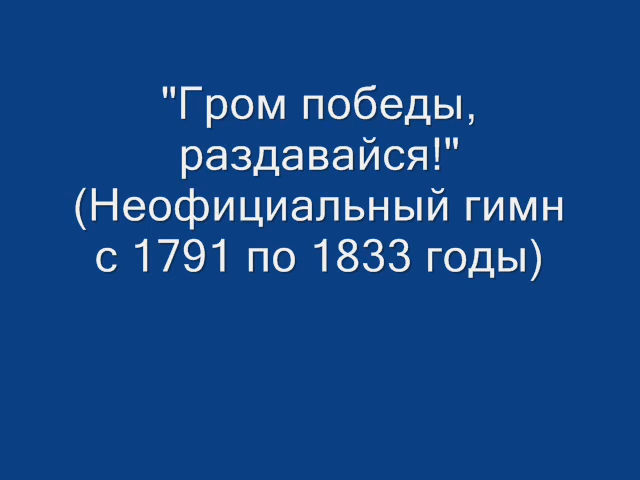 "Гром победы,
раздавайся!"
(Неофициальный гимн
с 1791 по 1833 годы)